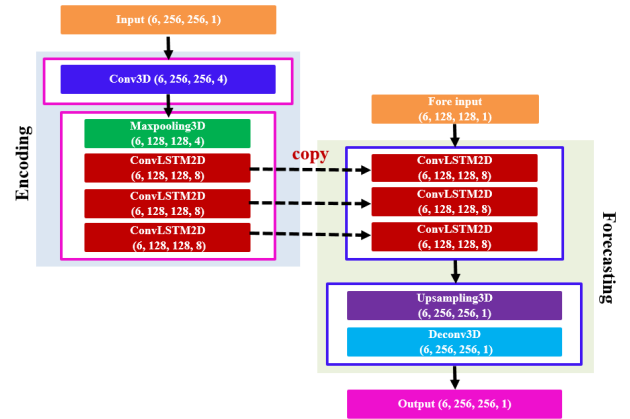 Input (6, 256, 256, 1)
Encoding
Conv3D (6, 256, 256, 4)
Maxpooling3D
(6, 128, 128, 4)
ConvLSTM2D
(6, 128, 128, 8)
ConvLSTM2D
(6, 128, 128, 8)
ConvLSTM2D
(6, 128, 128, 8)
copy
Fore input
(6, 128, 128, 1)
ConvLSTM2D
(6, 128, 128, 8)
ConvLSTM2D
(6, 128, 128, 8)
ConvLSTM2D
(6, 128, 128, 8)
Forecasting
Upsampling3D
(6, 256, 256, 1)
Deconv3D
(6, 256, 256, 1)
Output (6, 256, 256, 1)